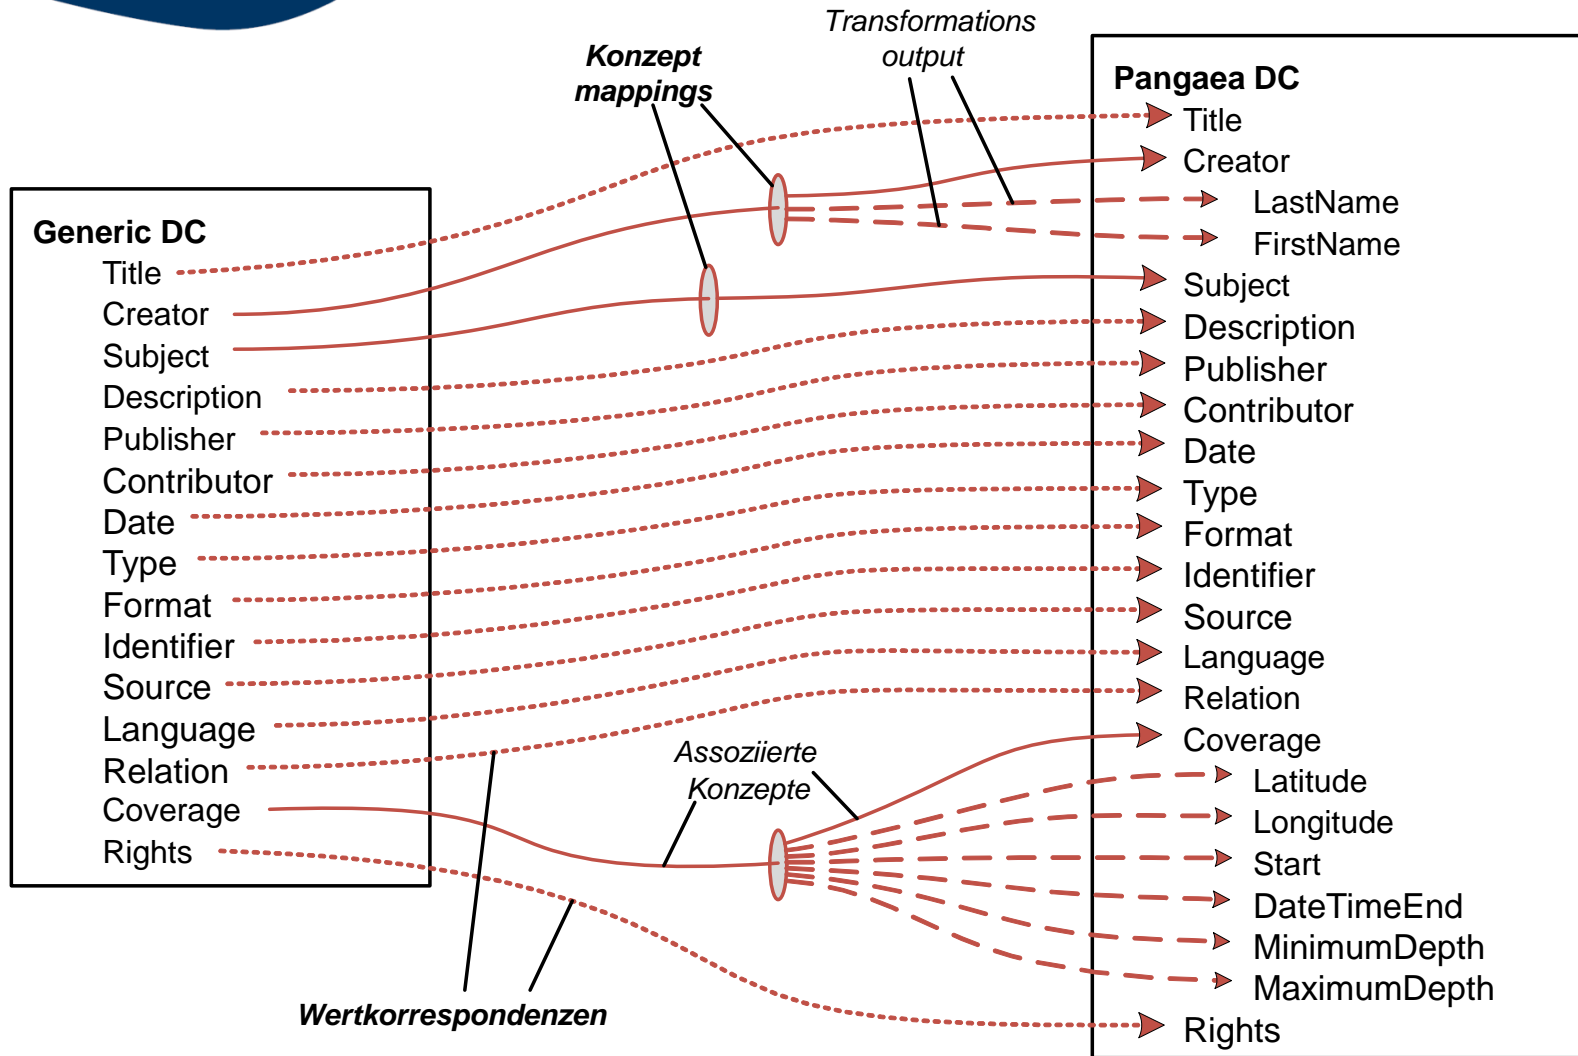 Transformations
output
Konzept
mappings
Pangaea DC
Title
Creator
LastName
FirstName
Subject
Description
Publisher
Contributor
Date
Type
Format
Identifier
Source
Language
Relation
Coverage
Latitude
Longitude
Start
DateTimeEnd
MinimumDepth
MaximumDepth
Rights
Generic DC
Title
Creator
Subject
Description
Publisher
Contributor
Date
Type
Format
Identifier
Source
Language
Relation
Coverage
Rights
Assoziierte
Konzepte
Wertkorrespondenzen